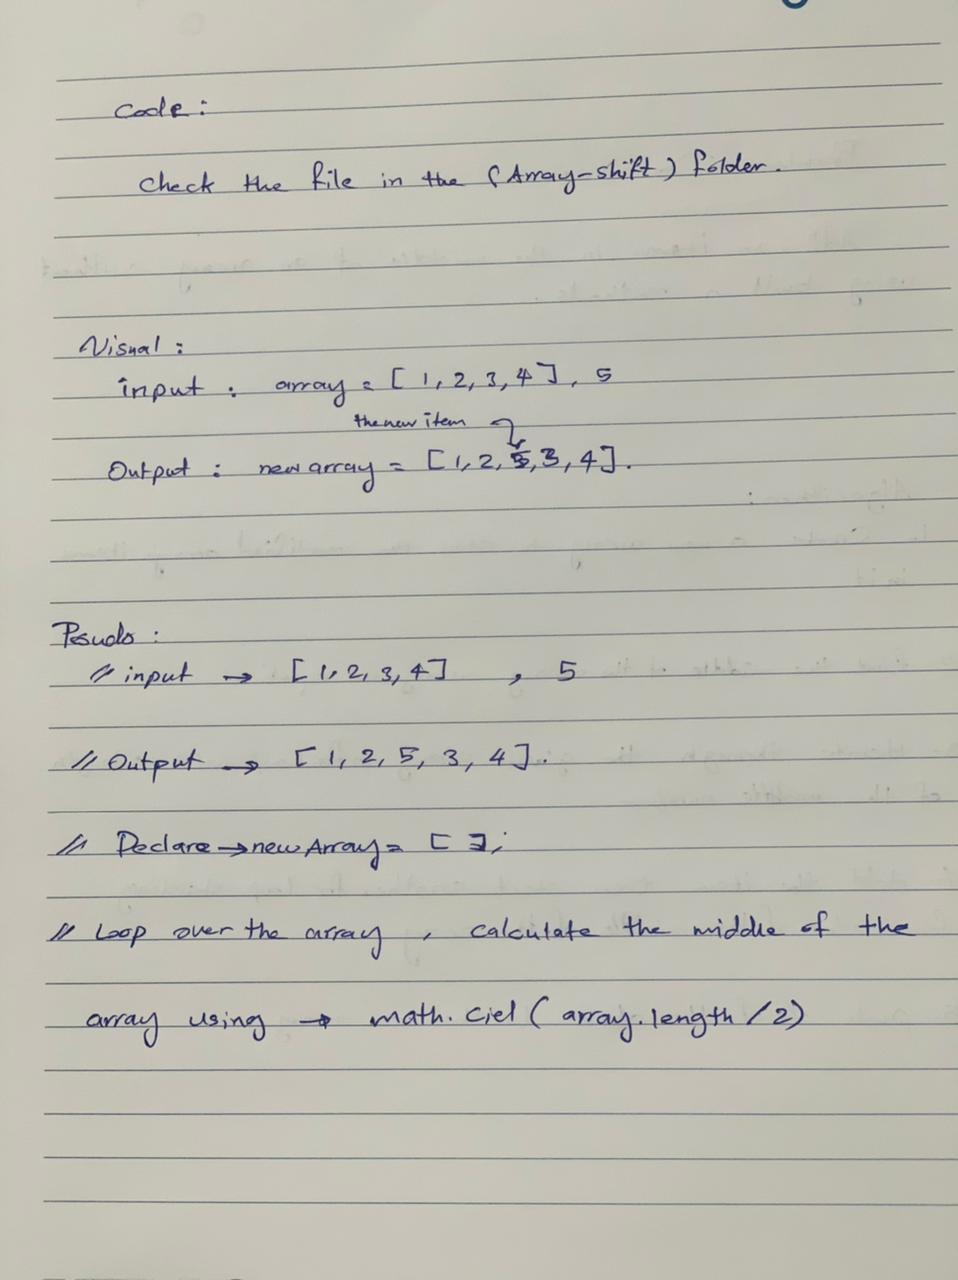 Code :
Check the file in the (Array-shift) folder.
Visual :
input : array = [ 1, 2, 3, 4 ], 5
the new item
Output : new array = [ 1, 2, 5, 3, 4 ].
Pesudo :
// input → [ 1, 2, 3, 4 ] , 5
// Output → [ 1, 2, 5, 3, 4 ].
// Declare → new Array = [ ];
// Loop over the array , calculate the middle of the
array using → math. Ciel ( array. length / 2)